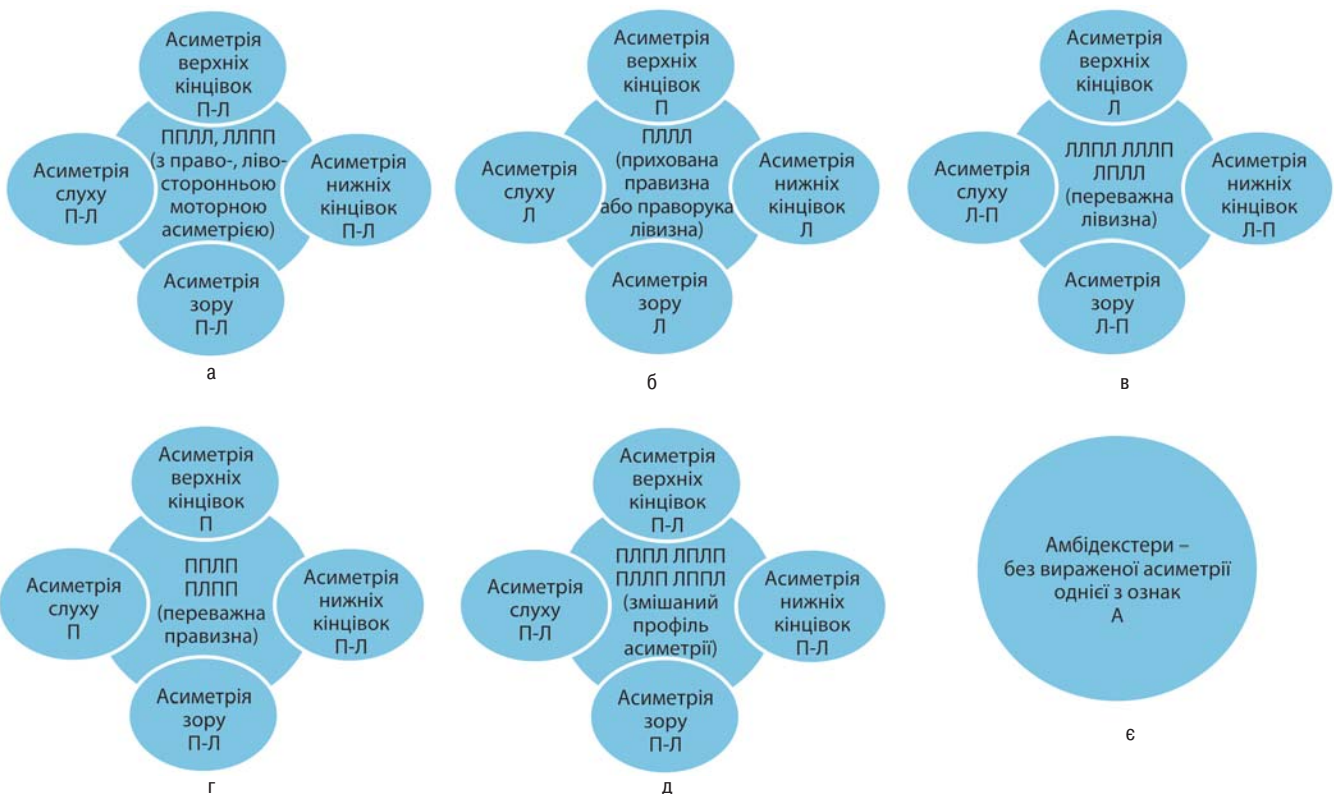 Асиметрія
верхніх
кінцівок
П-Л
Асиметрія
слуху
П-Л
ППЛЛ, ЛЛПП
(з право-, ліво-
сторонньою
моторною
асиметрією)
Асиметрія
нижніх
кінцівок
П-Л
Асиметрія
зору
П-Л
а
Асиметрія
верхніх
кінцівок
П
Асиметрія
слуху
Л
ПЛЛЛ
(прихована
правизна
або праворука
лівизна)
Асиметрія
нижніх
кінцівок
Л
Асиметрія
зору
Л
б
Асиметрія
верхніх
кінцівок
Л
Асиметрія
слуху
Л-П
ЛЛПЛ ЛЛЛП
ЛПЛЛ
(переважна
лівизна)
Асиметрія
нижніх
кінцівок
Л-П
Асиметрія
зору
Л-П
в
Асиметрія
верхніх
кінцівок
П
Асиметрія
слуху
П
ППЛП
ПЛПП
(переважна
правизна)
Асиметрія
нижніх
кінцівок
П-Л
Асиметрія
зору
П-Л
г
Асиметрія
верхніх
кінцівок
П-Л
Асиметрія
слуху
П-Л
ПЛПЛ ЛПЛП
ПЛЛП ЛППЛ
(змішаний
профіль
асиметрії)
Асиметрія
нижніх
кінцівок
П-Л
Асиметрія
зору
П-Л
д
Амбідекстери –
без вираженої асиметрії
однієї з ознак
А
є